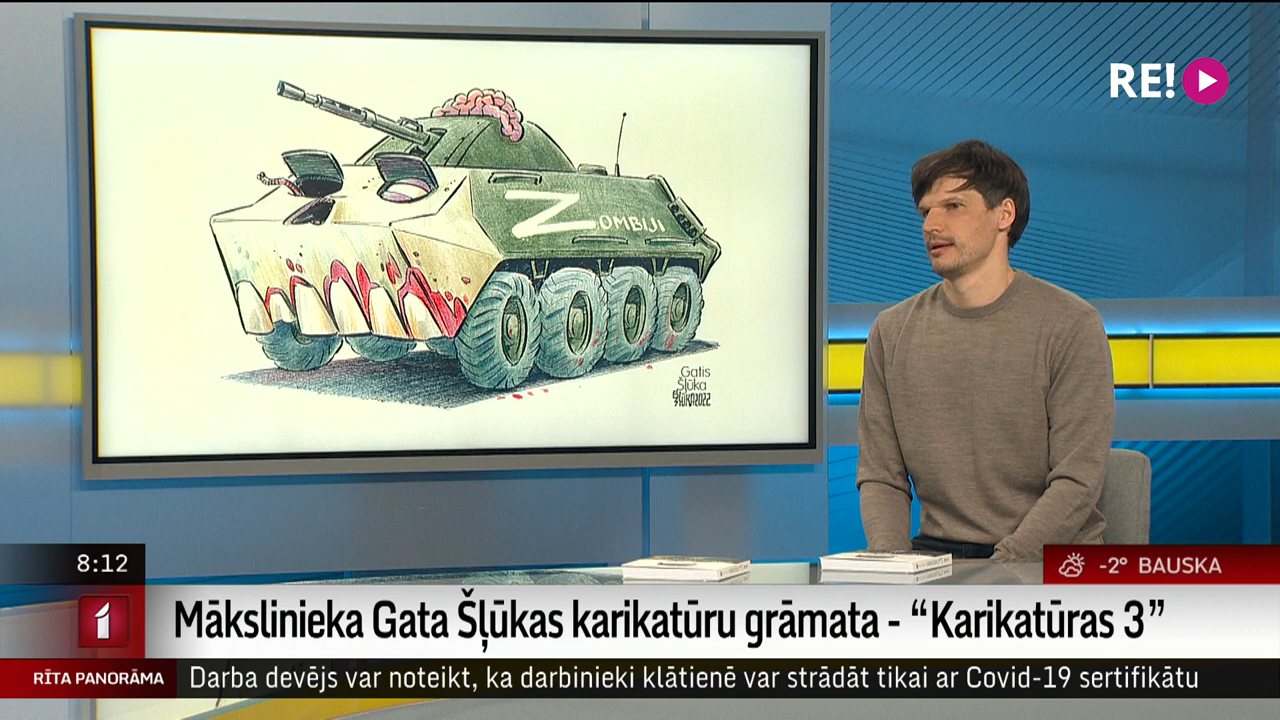 RE!
ZOMBIJI
Gatis
Šļūka
2022
8:12
-2° BAUSKA
1
Mākslinieka Gata Šļūkas karikatūru grāmata - “Karikatūras 3”
RĪTA PANORĀMA
Darba devējs var noteikt, ka darbinieki klātienē var strādāt tikai ar Covid-19 sertifikātu